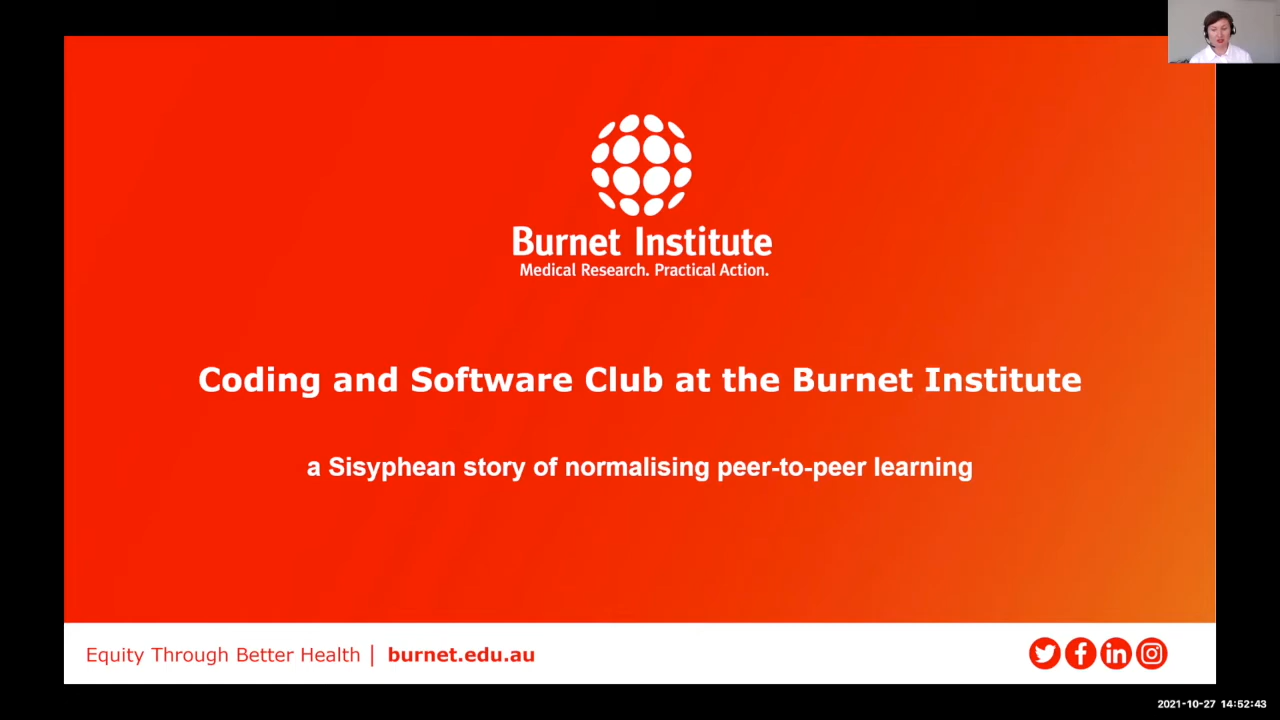 Burnet Institute
Medical Research. Practical Action.
Coding and Software Club at the Burnet Institute
a Sisyphean story of normalising peer-to-peer learning
Equity Through Better Health | burnet.edu.au
2021-10-27 14:52:43